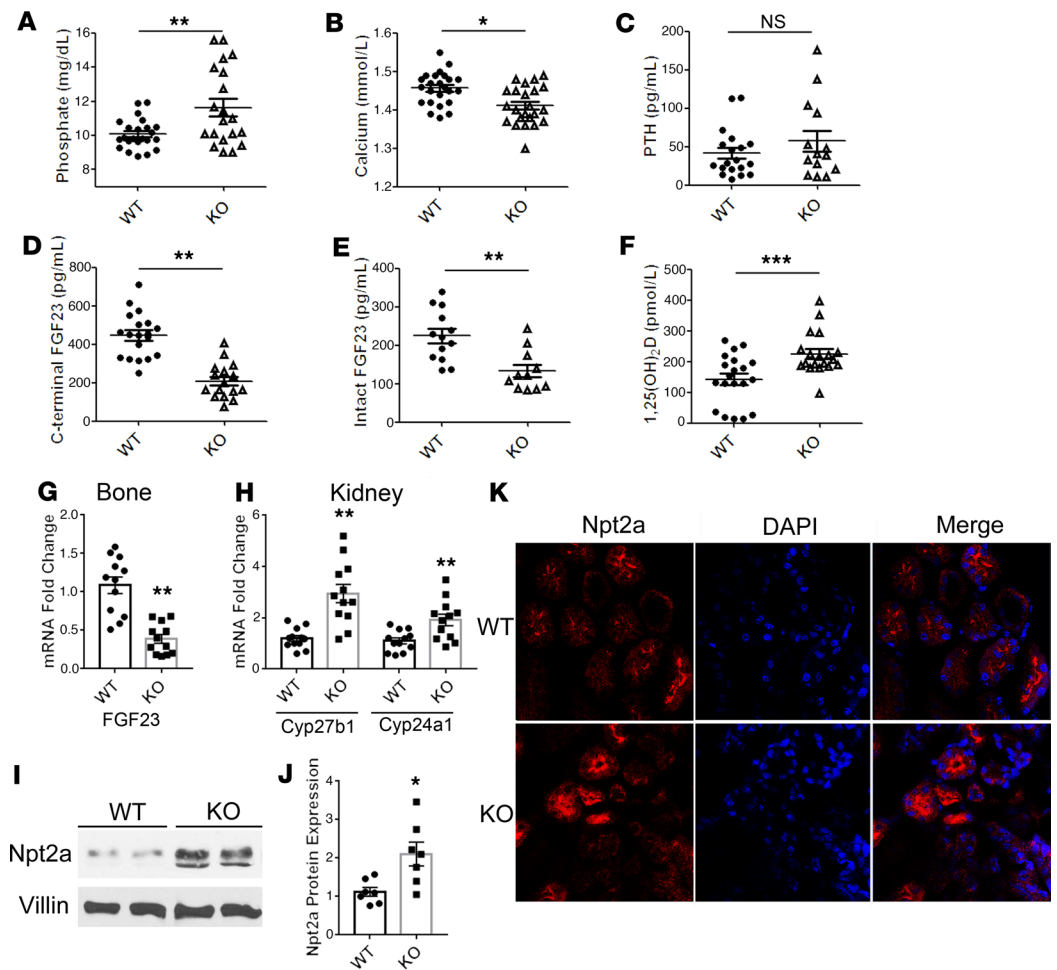 A
**
Phosphate (mg/dL)
16
14
12
10
8
WT
KO
B
*
Calcium (mmol/L)
1.6
1.5
1.4
1.3
1.2
WT
KO
C
NS
PTH (pg/mL)
200
150
100
50
0
WT
KO
D
**
C-terminal FGF23 (pg/mL)
800
600
400
200
0
WT
KO
E
**
Intact FGF23 (pg/mL)
400
300
200
100
0
WT
KO
F
***
1,25(OH)2D (pmol/L)
500
400
300
200
100
0
WT
KO
G
Bone
mRNA Fold Change
2.0
1.5
1.0
0.5
0.0
**
WT
KO
FGF23
H
Kidney
mRNA Fold Change
6
4
2
0
**
**
WT
KO
WT
KO
Cyp27b1
Cyp24a1
I
WT
KO
Npt2a
Villin
J
Npt2a Protein Expression
4
3
2
1
0
*
WT
KO
K
Npt2a
DAPI
Merge
WT
KO